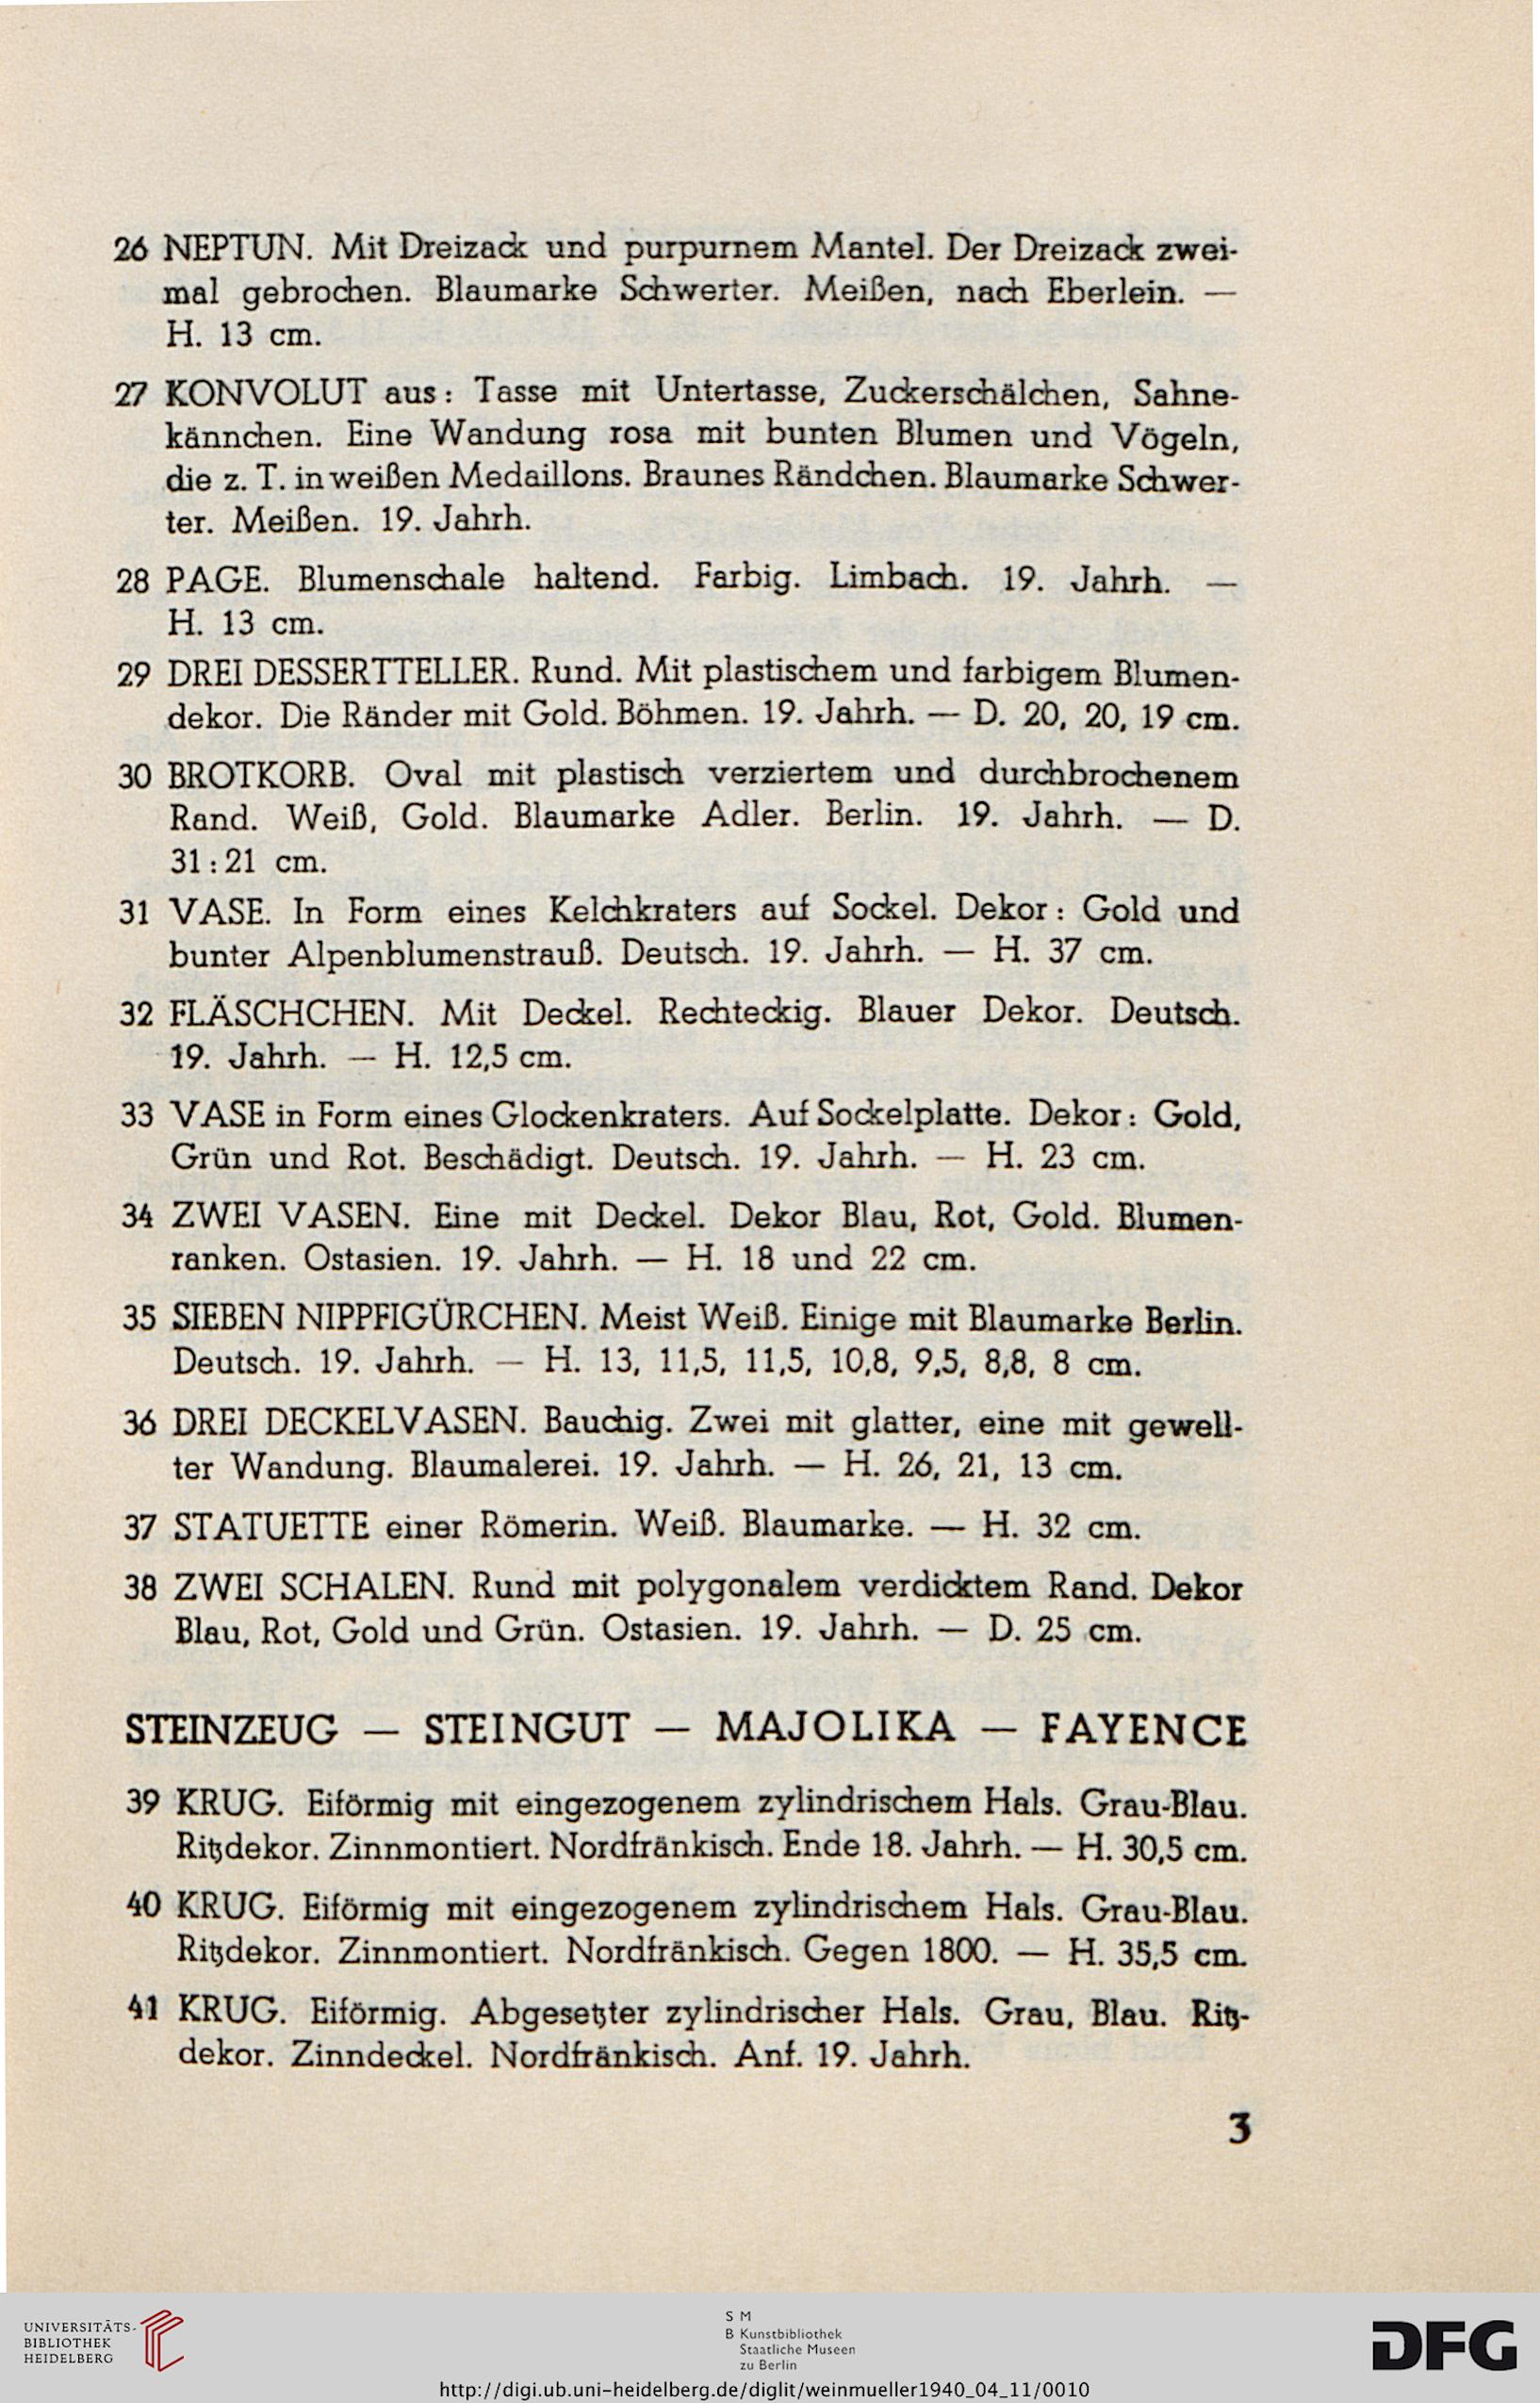 26 NEPTUN. Mit Dreizack und purpurnem Mantel. Der Dreizack zwei-
mal gebrochen. Blaumarke Schwerter. Meißen, nach Eberlein. —
H. 13 cm.
27 KONVOLUT aus: Tasse mit Untertasse, Zuckerschälchen, Sahne-
kännchen. Eine Wandung rosa mit bunten Blumen und Vögeln,
die z. T. in weißen Medaillons. Braunes Rändchen. Blaumarke Schwer-
ter. Meißen. 19. Jahrh.
28 PAGE. Blumenschale haltend. Farbig. Limbach. 19. Jahrh. —
H. 13 cm.
29 DREI DESSERTTELLER. Rund. Mit plastischem und farbigem Blumen-
dekor. Die Ränder mit Gold. Böhmen. 19. Jahrh. — D. 20, 20, 19 cm.
30 BROTKORB. Oval mit plastisch verziertem und durchbrochenem
Rand. Weiß, Gold. Blaumarke Adler. Berlin. 19. Jahrh. — D.
31:21 cm.
31 VASE. In Form eines Kelchkraters auf Sockel. Dekor: Gold und
bunter Alpenblumenstrauß. Deutsch. 19. Jahrh. — H. 37 cm.
32 FLÄSCHCHEN. Mit Deckel. Rechteckig. Blauer Dekor. Deutsch.
19. Jahrh. — H. 12,5 cm.
33 VASE in Form eines Glockenkraters. Auf Sockelplatte. Dekor: Gold,
Grün und Rot. Beschädigt. Deutsch. 19. Jahrh. — H. 23 cm.
34 ZWEI VASEN. Eine mit Deckel. Dekor Blau, Rot, Gold. Blumen-
ranken. Ostasien. 19. Jahrh. — H. 18 und 22 cm.
35 SIEBEN NIPPFIGÜRCHEN. Meist Weiß. Einige mit Blaumarke Berlin.
Deutsch. 19. Jahrh. — H. 13, 11,5, 11,5, 10,8, 9,5, 8,8, 8 cm.
36 DREI DECKELVASEN. Bauchig. Zwei mit glatter, eine mit gewell-
ter Wandung. Blaumalerei. 19. Jahrh. — H. 26, 21, 13 cm.
37 STATUETTE einer Römerin. Weiß. Blaumarke. — H. 32 cm.
38 ZWEI SCHALEN. Rund mit polygonalem verdicktem Rand. Dekor
Blau, Rot, Gold und Grün. Ostasien. 19. Jahrh. — D. 25 cm.
STEINZEUG — STEINGUT — MAJOLIKA — FAYENCE
39 KRUG. Eiförmig mit eingezogenem zylindrischem Hals. Grau-Blau.
Ritzdekor. Zinnmontiert. Nordfränkisch. Ende 18. Jahrh. — H. 30,5 cm.
40 KRUG. Eiförmig mit eingezogenem zylindrischem Hals. Grau-Blau.
Ritzdekor. Zinnmontiert. Nordfränkisch. Gegen 1800. — H. 35,5 cm.
41 KRUG. Eiförmig. Abgesetzter zylindrischer Hals. Grau, Blau. Ritz-
dekor. Zinndeckel. Nordfränkisch. Anf. 19. Jahrh.
3
UNIVERSITÄTS-
BIBLIOTHEK
HEIDELBERG
S M
B Kunstbibliothek
Staatliche Museen
zu Berlin
DFG
http://digi.ub.uni-heidelberg.de/diglit/weinmueller1940_04_11/0010